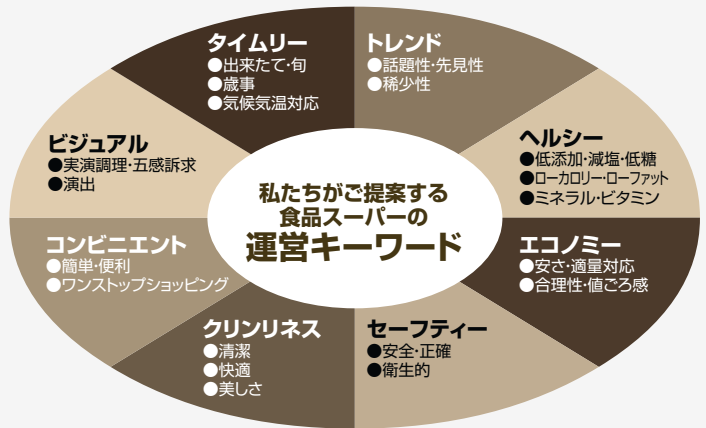 タイムリー
●出来たて・旬
●歳事
●気候気温対応
トレンド
●話題性・先見性
●稀少性
ヘルシー
●低添加・減塩・低糖
●ローカロリー・ローファット
●ミネラル・ビタミン
エコノミー
●安さ・適量対応
●合理性・値ごろ感
セーフティー
●安全・正確
●衛生的
クリンリネス
●清潔
●快適
●美しさ
コンビニエント
●簡単・便利
●ワンストップショッピング
ビジュアル
●実演調理・五感訴求
●演出
私たちがご提案する
食品スーパーの
運営キーワード